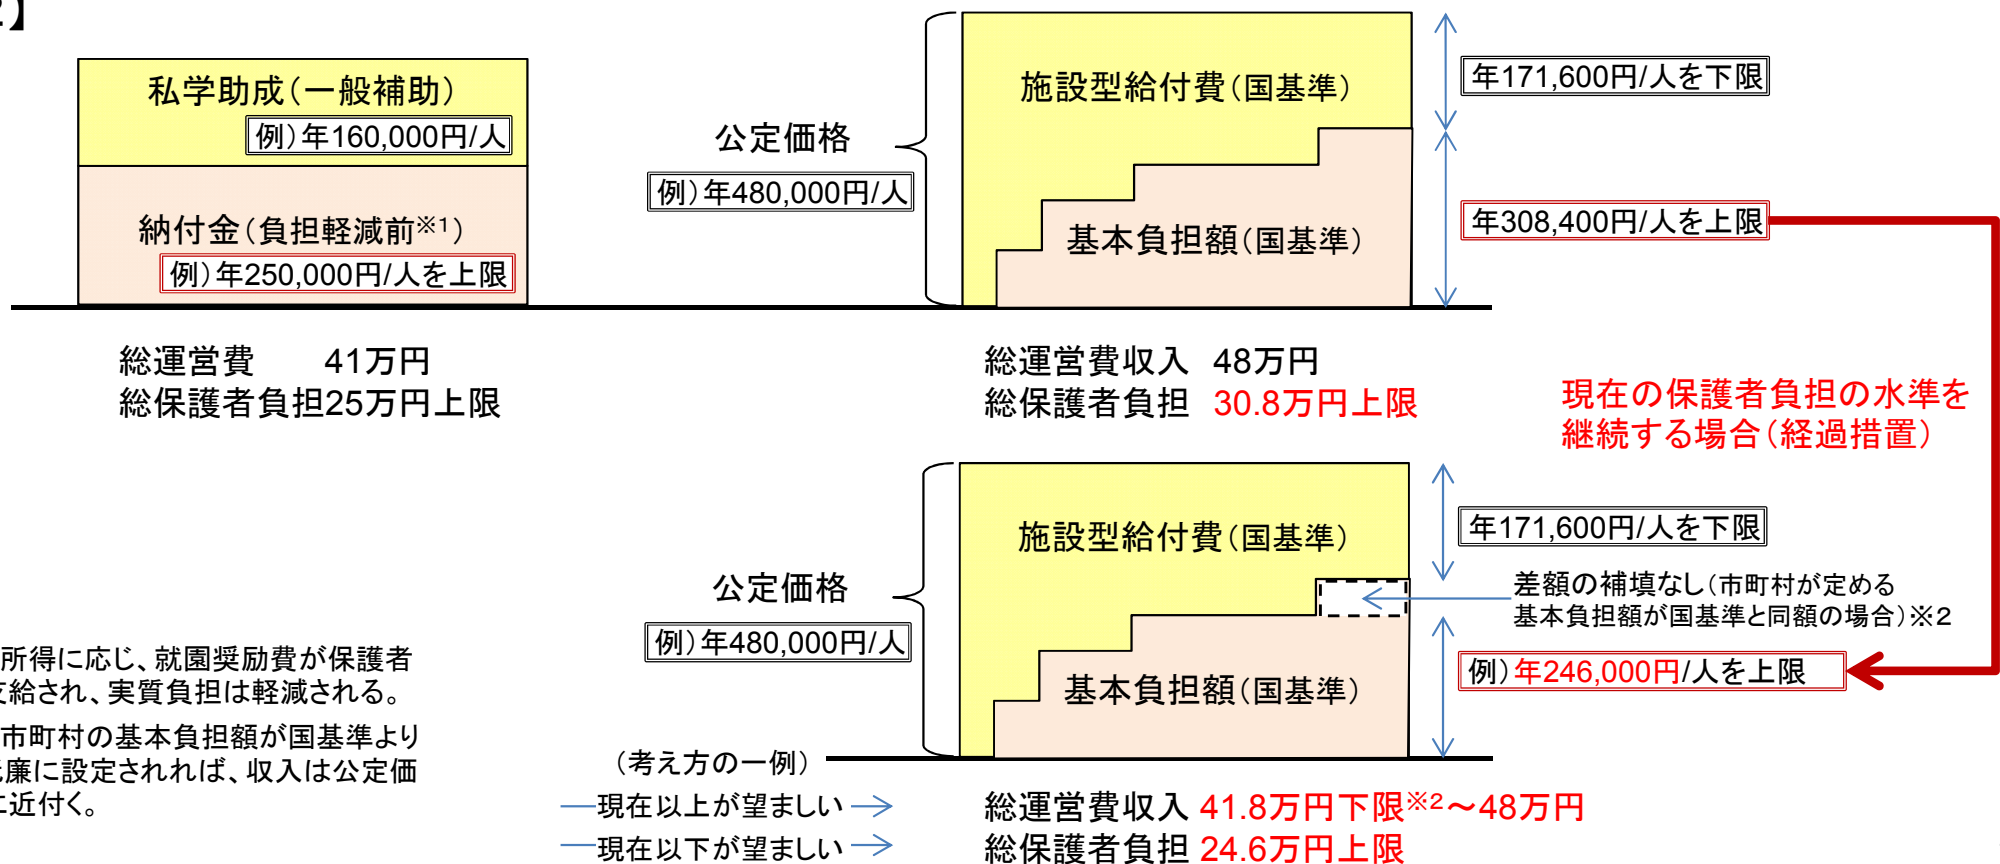 2】
私学助成（一般補助）
例）年160,000円/人
納付金（負担軽減前※1）
例）年250,000円/人を上限
総運営費 41万円
総保護者負担25万円上限
公定価格
例）年480,000円/人
施設型給付費（国基準）
基本負担額（国基準）
年171,600円/人を下限
年308,400円/人を上限
総運営費収入 48万円
総保護者負担 30.8万円上限
現在の保護者負担の水準を
継続する場合（経過措置）
公定価格
例）年480,000円/人
施設型給付費（国基準）
基本負担額（国基準）
年171,600円/人を下限
差額の補填なし（市町村が定める
基本負担額が国基準と同額の場合）※2
例）年246,000円/人を上限
所得に応じ、就園奨励費が保護者
支給され、実質負担は軽減される。
市町村の基本負担額が国基準より
廉に設定されれば、収入は公定価
に近付く。
（考え方の一例）
現在以上が望ましい
現在以下が望ましい
総運営費収入 41.8万円下限※2～48万円
総保護者負担 24.6万円上限